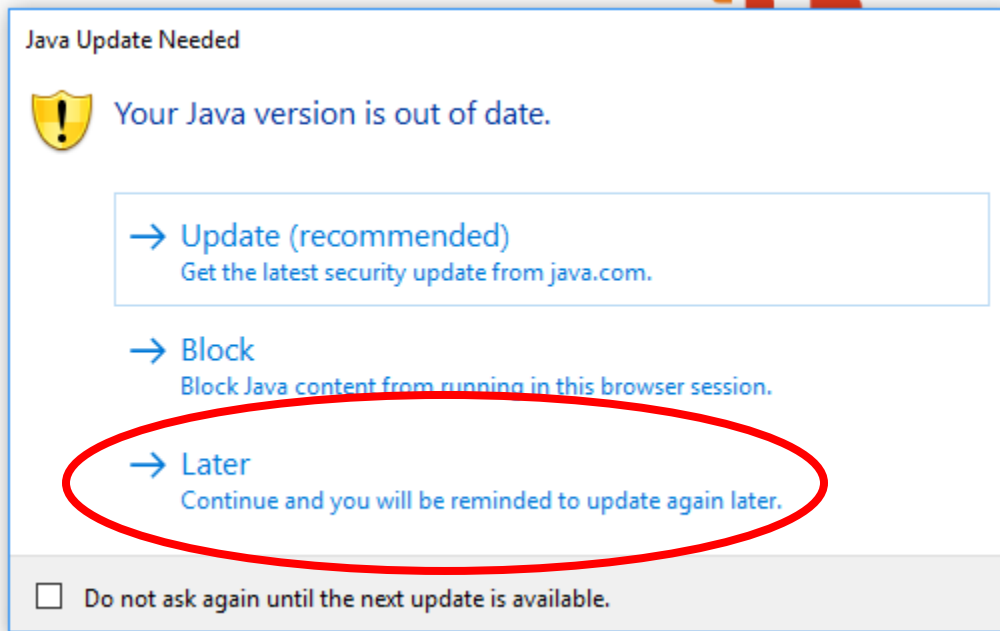 Java Update Needed
Your Java version is out of date.
Update (recommended)
Get the latest security update from java.com.
Block
Block Java content from running in this browser session.
Later
Continue and you will be reminded to update again later.
Do not ask again until the next update is available.